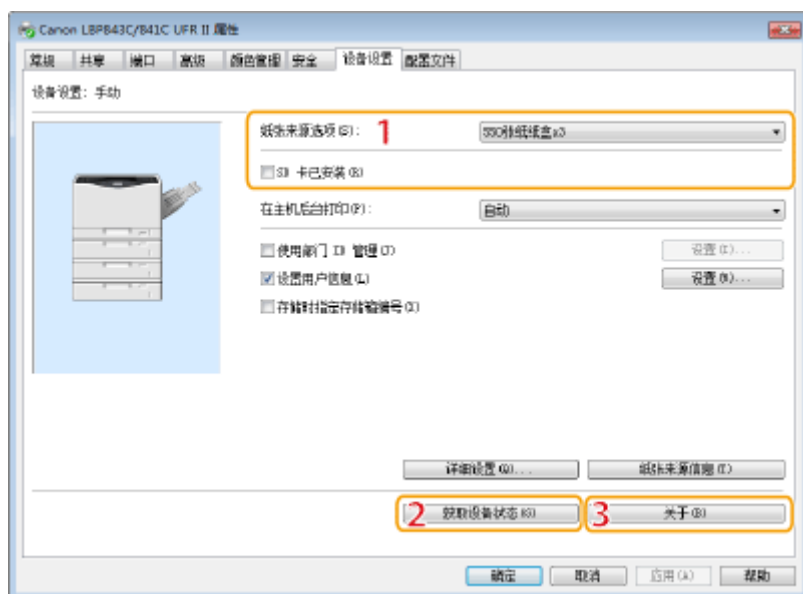 Canon LBP843C/841C UFR II 属性
常规 共享 端口 高级 颜色管理 安全 设备设置 配置文件
设备设置: 手动
纸张来源选项(S): 1 550张纸纸盒x3
SD 卡已安装(R)
在主机后台打印(P): 自动
使用部门 ID 管理(J) 设置(I)...
设置用户信息(L) 设置(N)...
存储时指定存储箱编号(X)
详细设置(Q)... 纸张来源信息(T)
2 获取设备状态(G) 3 关于(B)
确定 取消 应用(A) 帮助